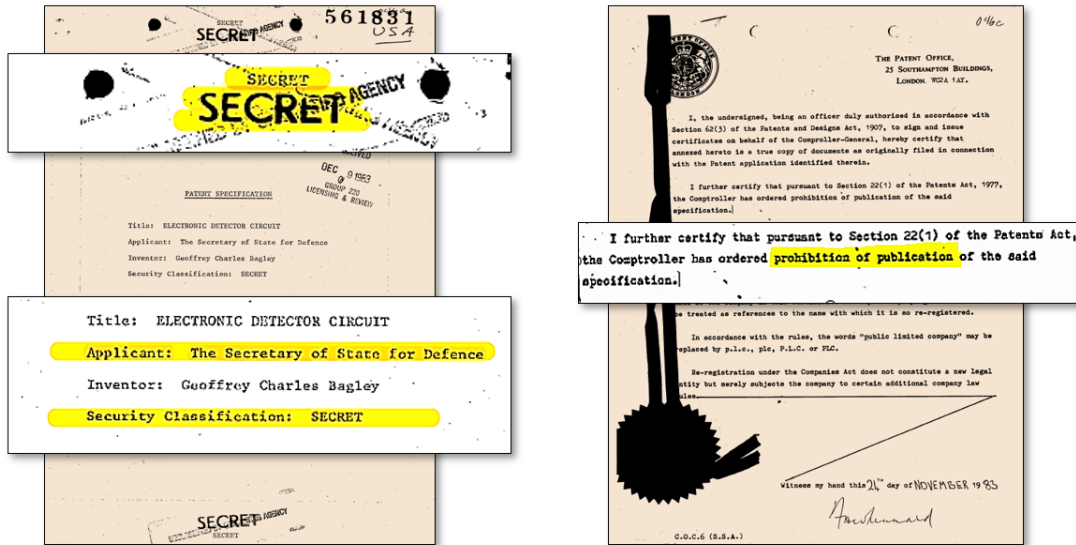 SECRET
SECRET
561831
USA
SECRET
SECRET
AGENCY
DEC 9 1983
GROUP 220
LICENSING & REVIEW
PATENT SPECIFICATION
Title: ELECTRONIC DETECTOR CIRCUIT
Applicant: The Secretary of State for Defence
Inventor: Geoffrey Charles Bagley
Security Classification: SECRET
Title: ELECTRONIC DETECTOR CIRCUIT
Applicant: The Secretary of State for Defence
Inventor: Geoffrey Charles Bagley
Security Classification: SECRET
SECRET
AGENCY
SECRET
THE PATENT OFFICE,
25 SOUTHAMPTON BUILDINGS,
LONDON. WC2A 1AY.
I, the undersigned, being an officer duly authorised in accordance with
Section 62(3) of the Patents and Designs Act, 1907, to sign and issue
certificates on behalf of the Comptroller-General, hereby certify that
annexed hereto is a true copy of documents as originally filed in connection
with the Patent application identified therein.
I further certify that pursuant to Section 22(1) of the Patents Act, 1977,
the Comptroller has ordered prohibition of publication of the said
specification.
I further certify that pursuant to Section 22(1) of the Patents Act,
the Comptroller has ordered prohibition of publication of the said
specification.
be treated as references to the name with which it is so re-registered.
In accordance with the rules, the words "public limited company" may be
replaced by p.l.c., plc, P.L.C. or PLC.
Re-registration under the Companies Act does not constitute a new legal
entity but merely subjects the company to certain additional company law
rules.
Witness my hand this 24th day of NOVEMBER 1983
C.O.C.6 (S.S.A.)